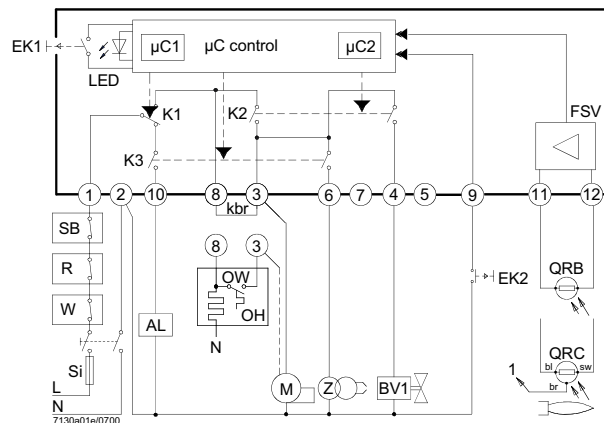 EK1
LED
µC1
µC control
µC2
K1
K2
FSV
K3
1
2
10
8
3
6
7
4
5
9
11
12
kbr
SB
R
W
Si
L
N
7130a01e/0700
AL
8
3
OW
OH
N
M
Z
BV1
EK2
QRB
QRC
bl
sw
br
1